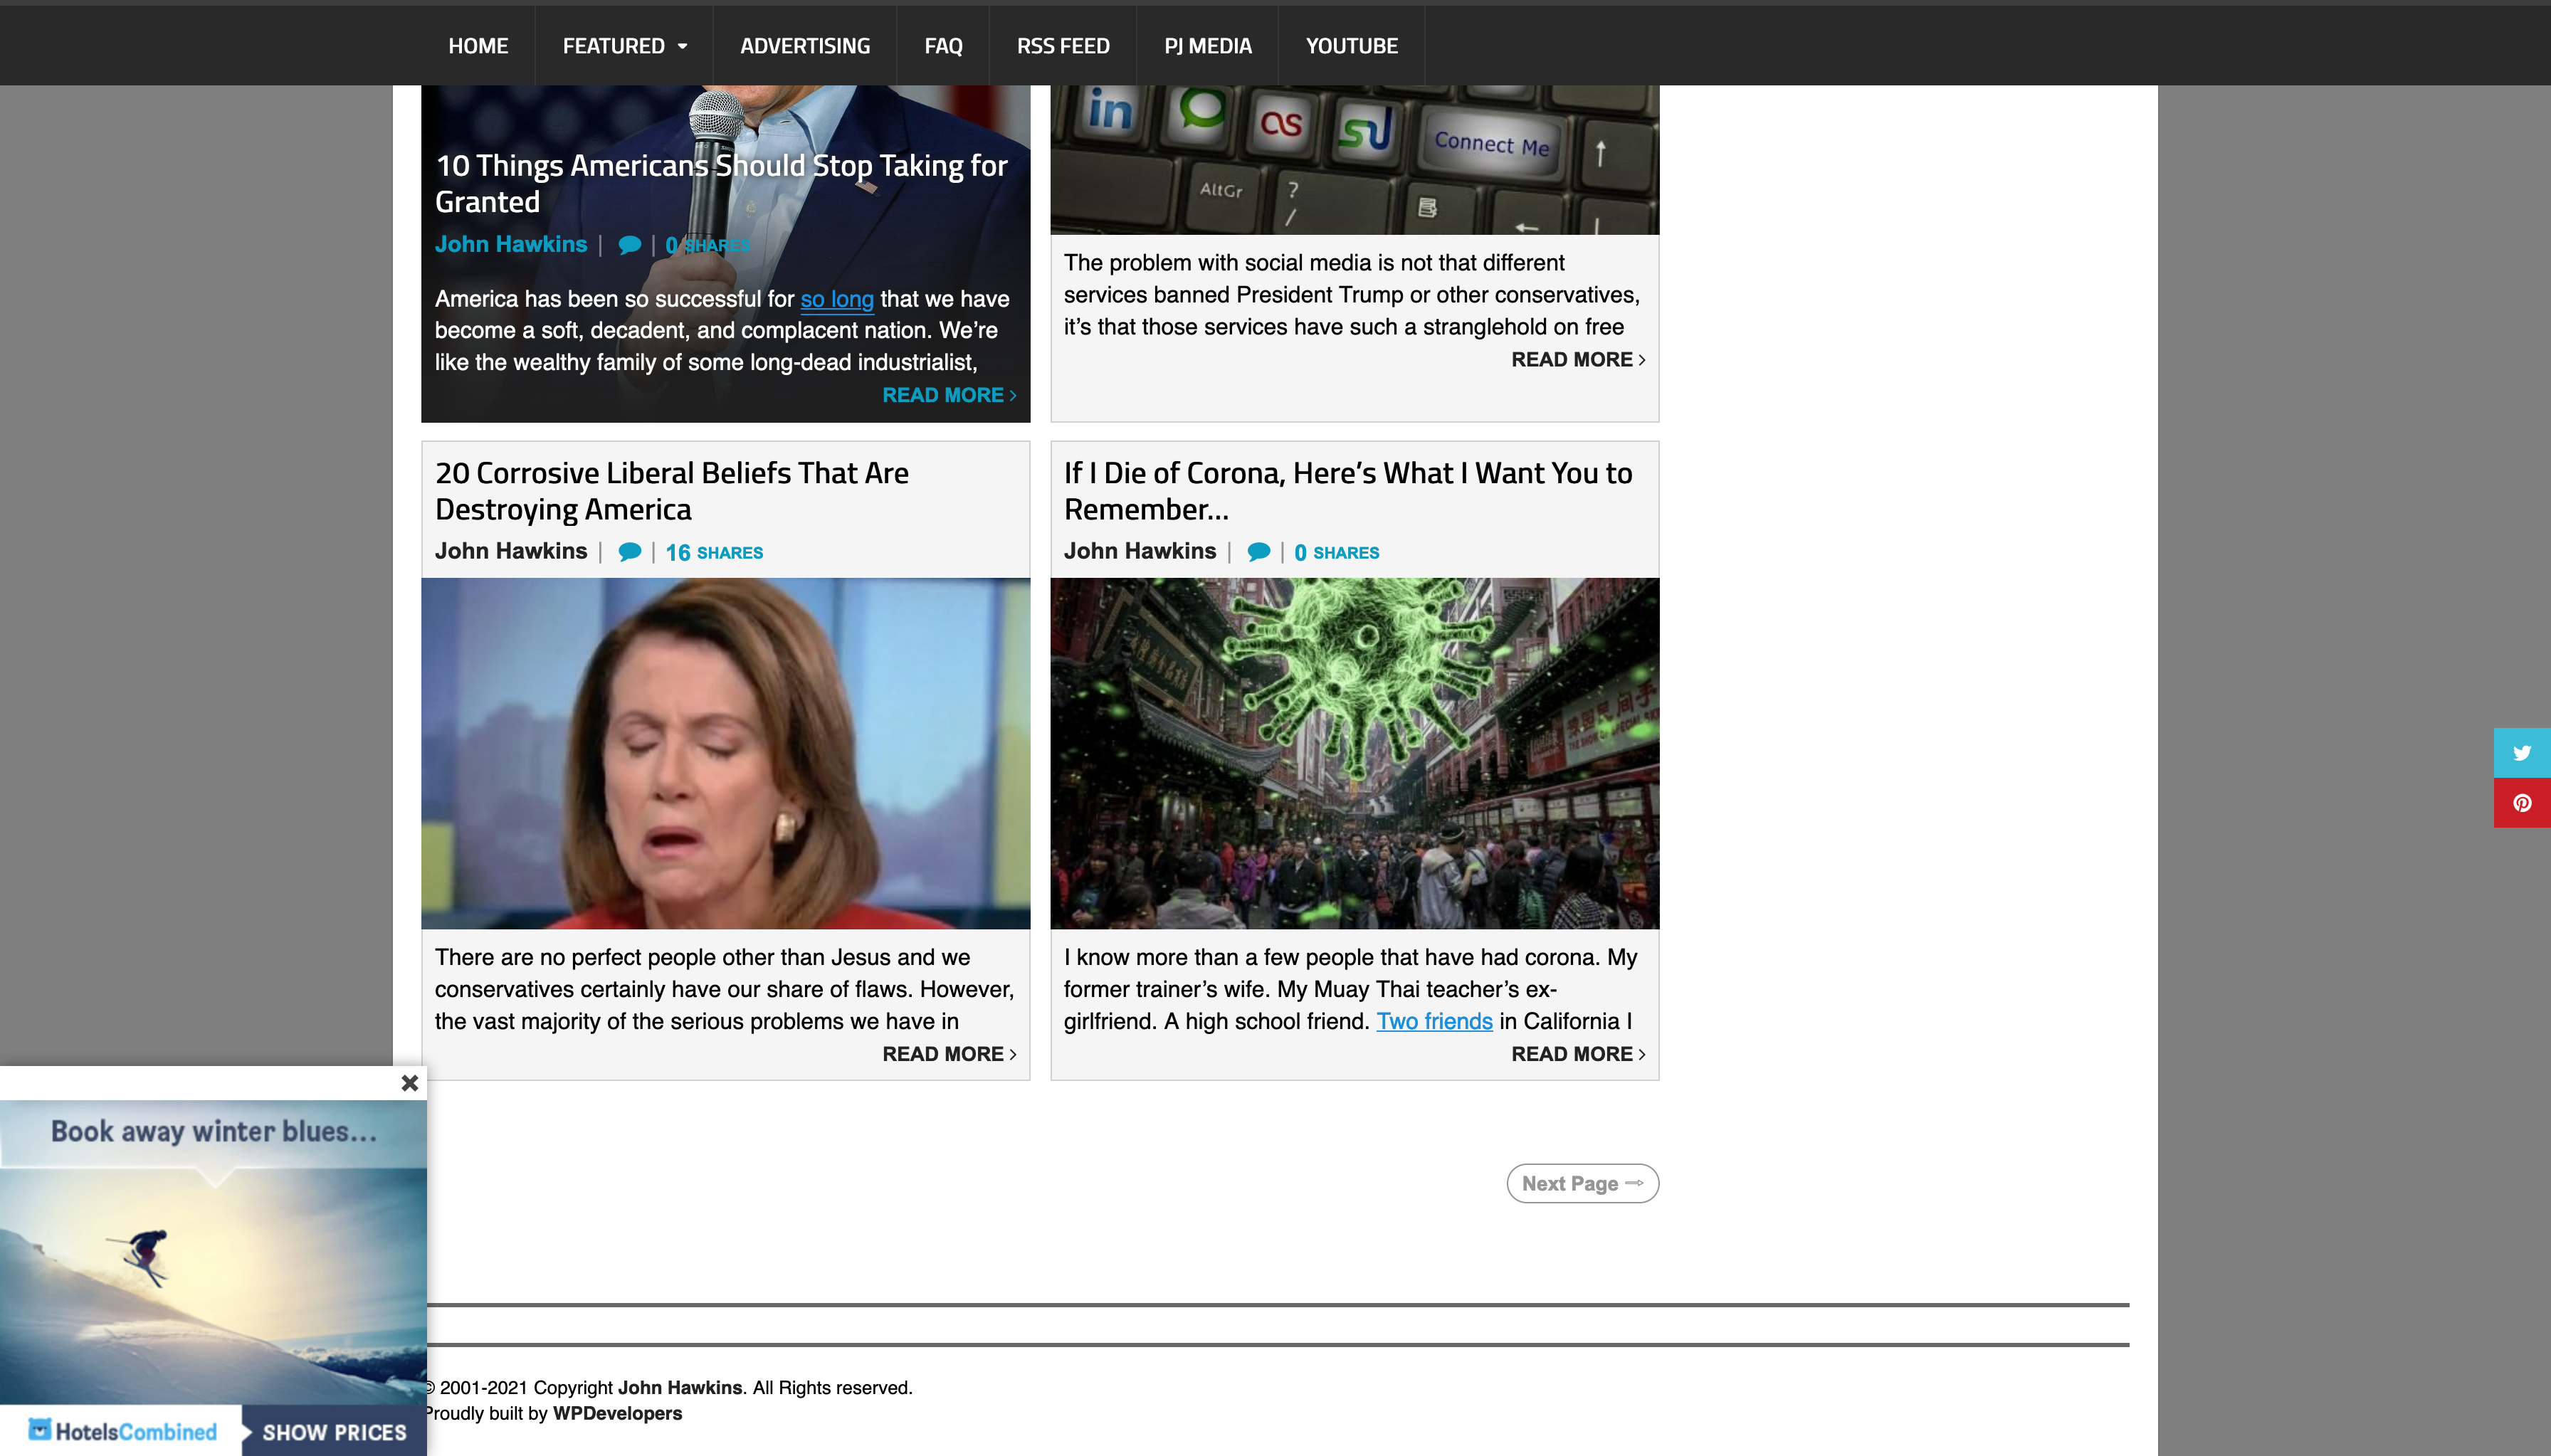 HOME
FEATURED
ADVERTISING
FAQ
RSS FEED
PJ MEDIA
YOUTUBE
10 Things Americans Should Stop Taking for
Granted
John Hawkins | | 0 SHARES
America has been so successful for so long that we have
become a soft, decadent, and complacent nation. We’re
like the wealthy family of some long-dead industrialist,
READ MORE ›
in
as
Connect Me
AltGr
?
/
The problem with social media is not that different
services banned President Trump or other conservatives,
it’s that those services have such a stranglehold on free
READ MORE ›
20 Corrosive Liberal Beliefs That Are
Destroying America
John Hawkins | | 16 SHARES
There are no perfect people other than Jesus and we
conservatives certainly have our share of flaws. However,
the vast majority of the serious problems we have in
READ MORE ›
If I Die of Corona, Here’s What I Want You to
Remember…
John Hawkins | | 0 SHARES
I know more than a few people that have had corona. My
former trainer’s wife. My Muay Thai teacher’s ex-
girlfriend. A high school friend. Two friends in California I
READ MORE ›
Next Page →
Book away winter blues...
HotelsCombined
SHOW PRICES
© 2001-2021 Copyright John Hawkins. All Rights reserved.
Proudly built by WPDevelopers